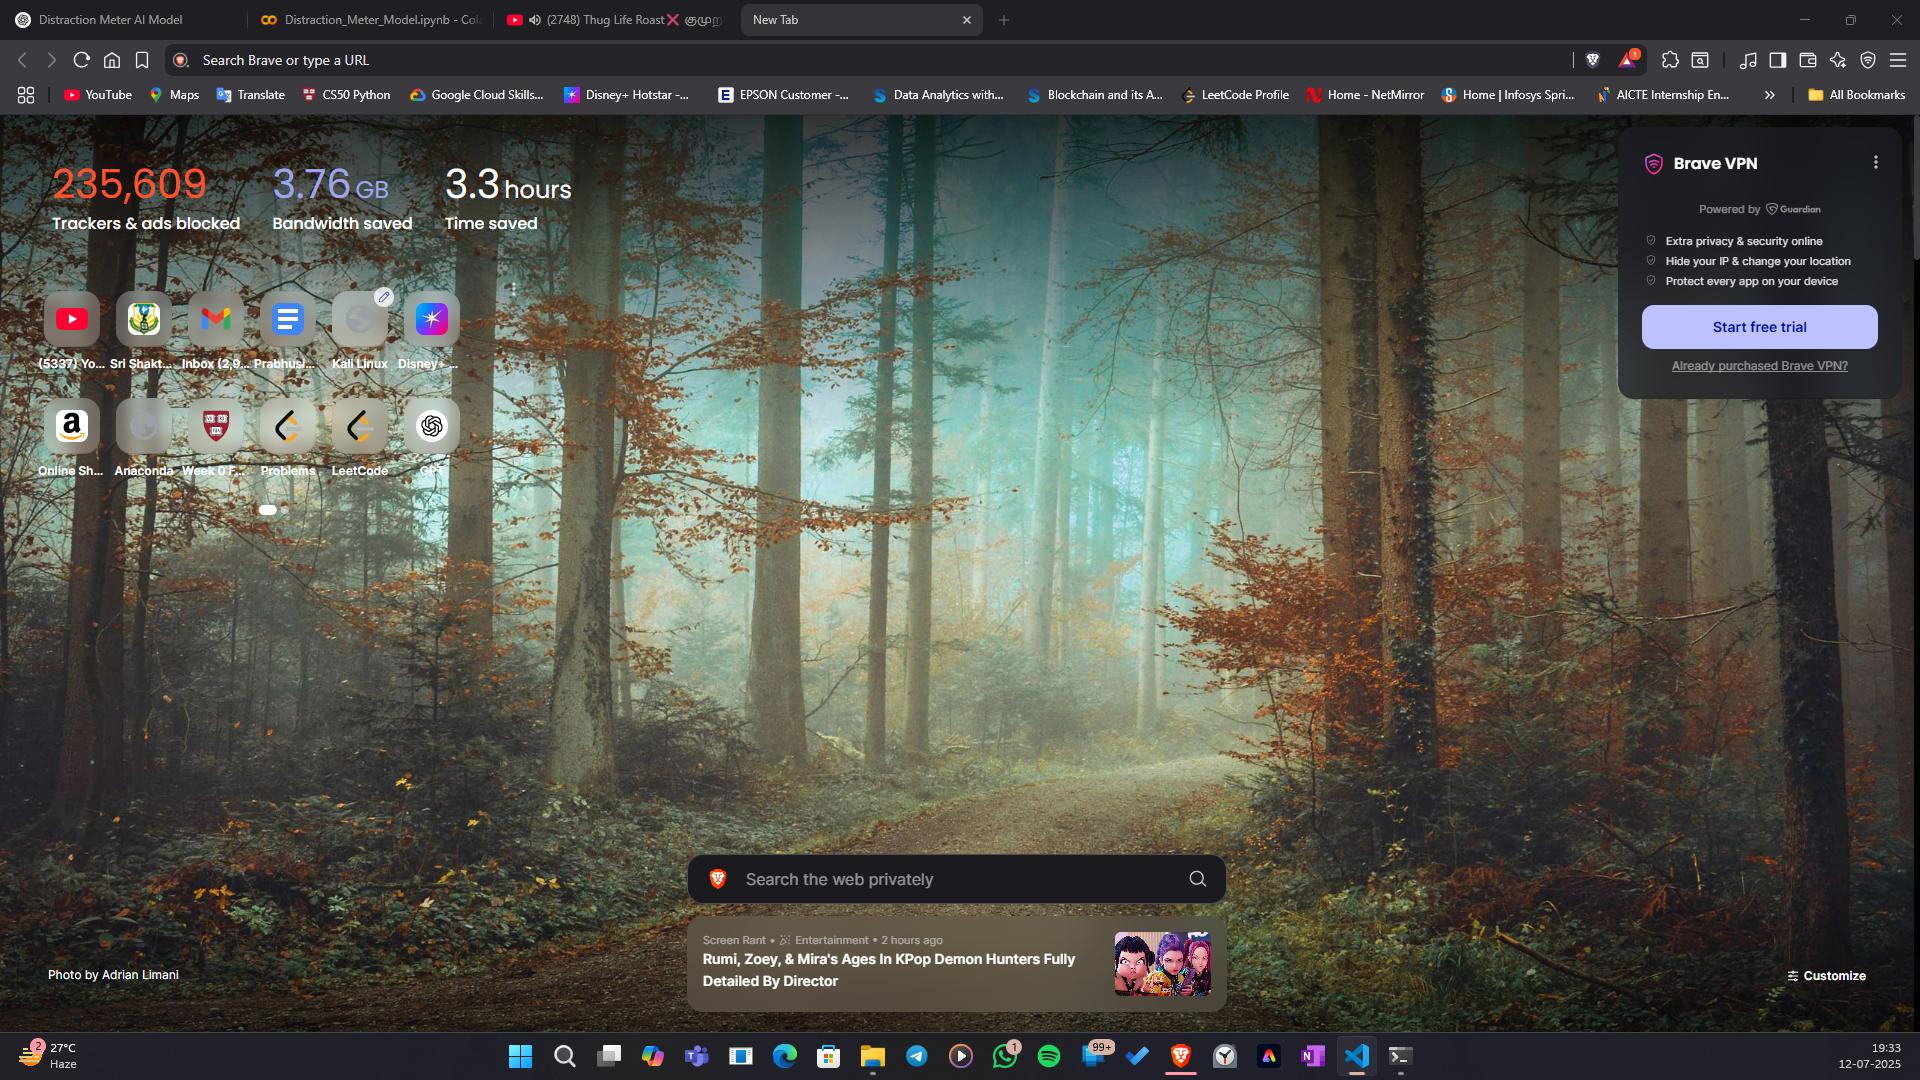 Distraction Meter AI Model
Distraction_Meter_Model.ipynb - Col
(2748) Thug Life Roast❌ குமுற
New Tab
Search Brave or type a URL
1
YouTube
Maps
Translate
CS50 Python
Google Cloud Skills...
Disney+ Hotstar -...
EPSON Customer -...
Data Analytics with...
Blockchain and its A...
LeetCode Profile
Home - NetMirror
Home | Infosys Spri...
AICTE Internship En...
All Bookmarks
235,609
Trackers & ads blocked
3.76 GB
Bandwidth saved
3.3 hours
Time saved
Brave VPN
Powered by Guardian
Extra privacy & security online
Hide your IP & change your location
Protect every app on your device
Start free trial
Already purchased Brave VPN?
(5337) Yo...
Sri Shakt...
Inbox (2,9...
Prabhusi...
Kali Linux
Disney+ ...
Online Sh...
Anaconda
Week 0 F...
Problems
LeetCode
GPT
Search the web privately
Screen Rant • Entertainment • 2 hours ago
Rumi, Zoey, & Mira's Ages In KPop Demon Hunters Fully
Detailed By Director
Photo by Adrian Limani
Customize
2
27°C
Haze
1
99+
19:33
12-07-2025